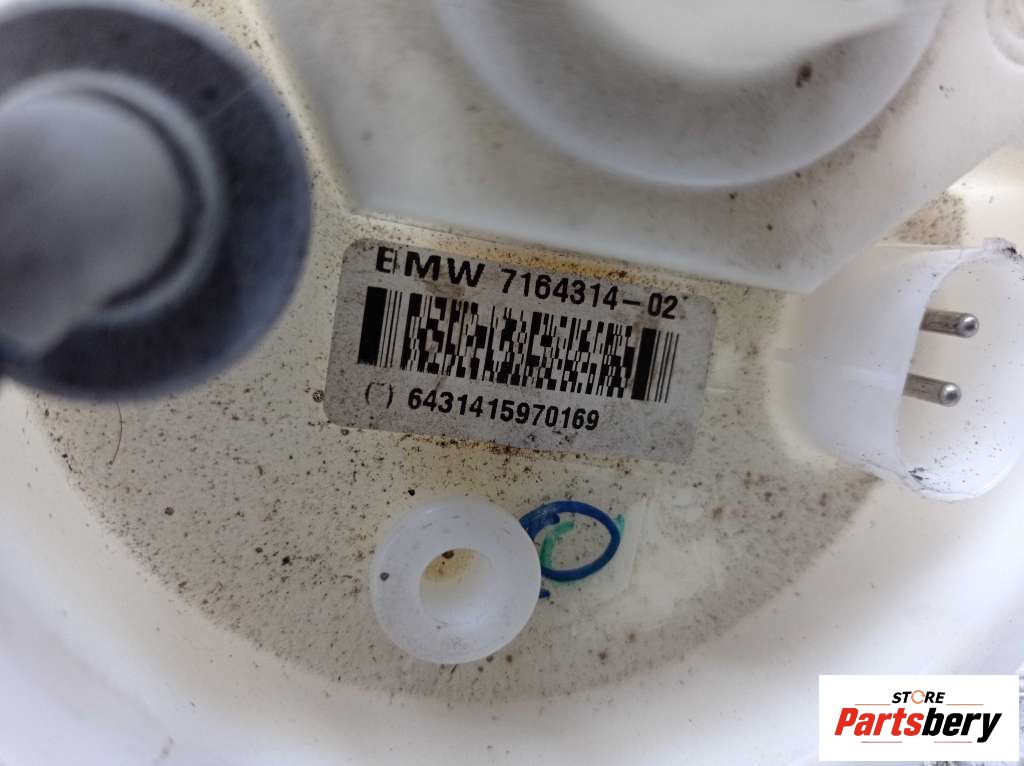 BMW 7164314-02
( ) 6431415970169
STORE
Partsbery